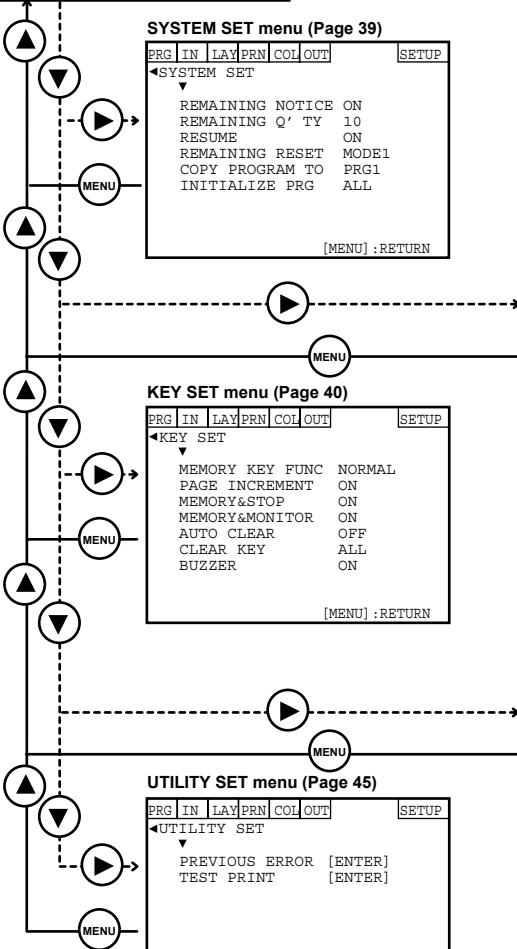 SYSTEM SET menu (Page 39)
PRG IN LAY PRN COL OUT SETUP
◀SYSTEM SET
▼
REMAINING NOTICE ON
REMAINING Q' TY 10
RESUME ON
REMAINING RESET MODE1
COPY PROGRAM TO PRG1
INITIALIZE PRG ALL
MENU
[MENU]:RETURN
MENU
KEY SET menu (Page 40)
PRG IN LAY PRN COL OUT SETUP
◀KEY SET
▼
MEMORY KEY FUNC NORMAL
PAGE INCREMENT ON
MEMORY&STOP ON
MEMORY&MONITOR ON
MENU
AUTO CLEAR OFF
CLEAR KEY ALL
BUZZER ON
[MENU]:RETURN
MENU
UTILITY SET menu (Page 45)
PRG IN LAY PRN COL OUT SETUP
◀UTILITY SET
▼
PREVIOUS ERROR [ENTER]
TEST PRINT [ENTER]
MENU